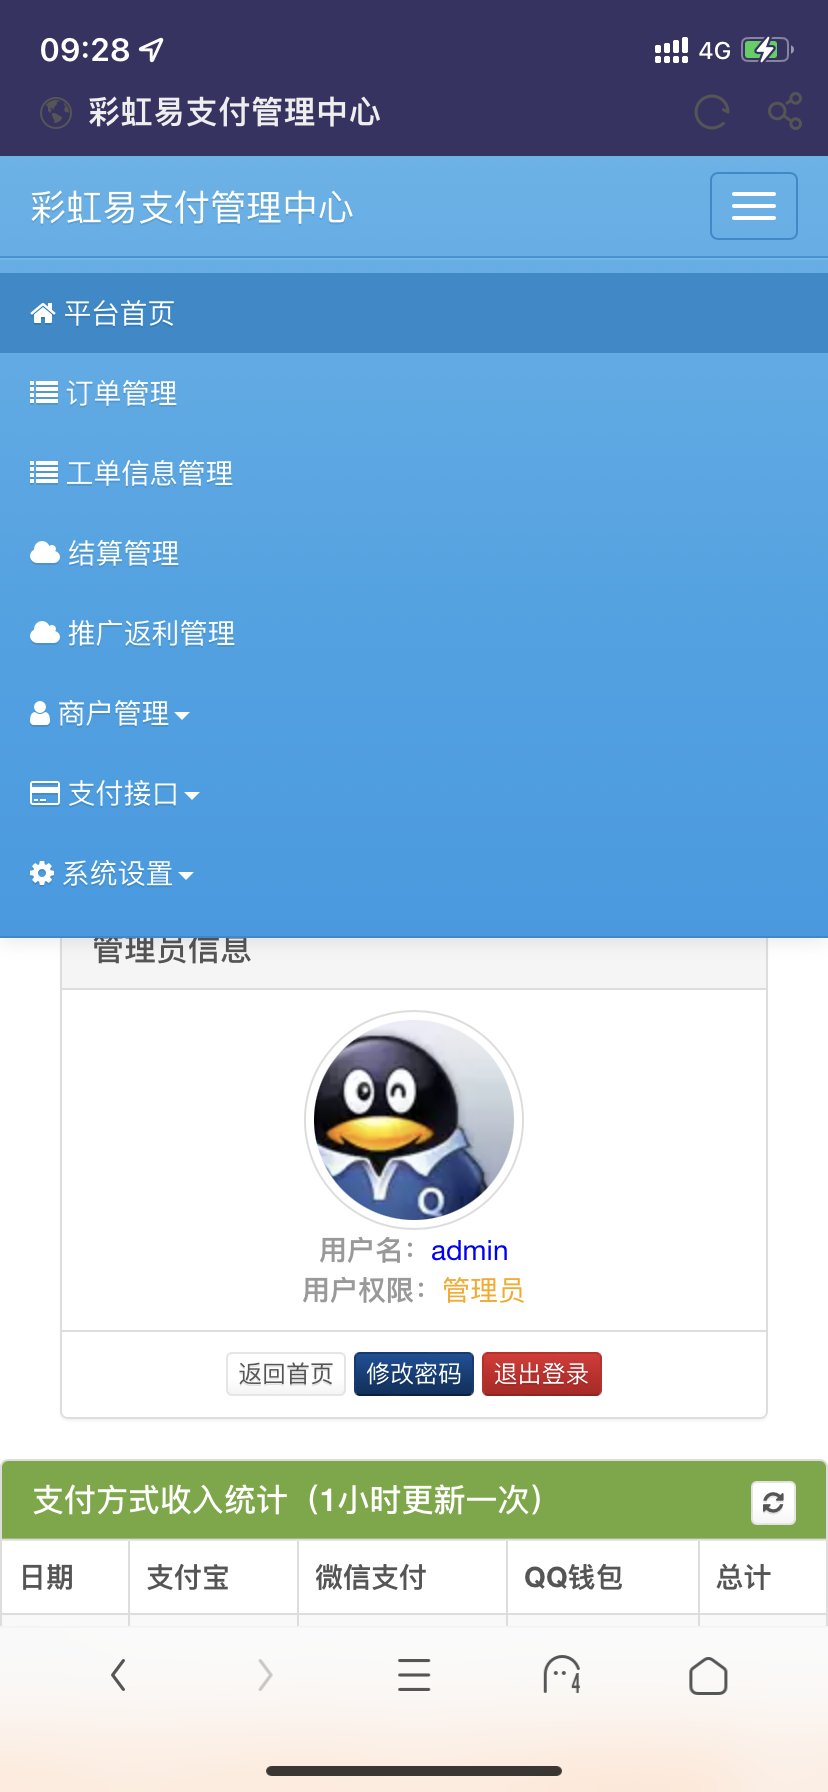 09:28
4G
彩虹易支付管理中心
彩虹易支付管理中心
平台首页
订单管理
工单信息管理
结算管理
推广返利管理
商户管理
支付接口
系统设置
管理员信息
Q
用户名：admin
用户权限：管理员
返回首页 修改密码 退出登录
支付方式收入统计（1小时更新一次）
日期 支付宝 微信支付 QQ钱包 总计
4